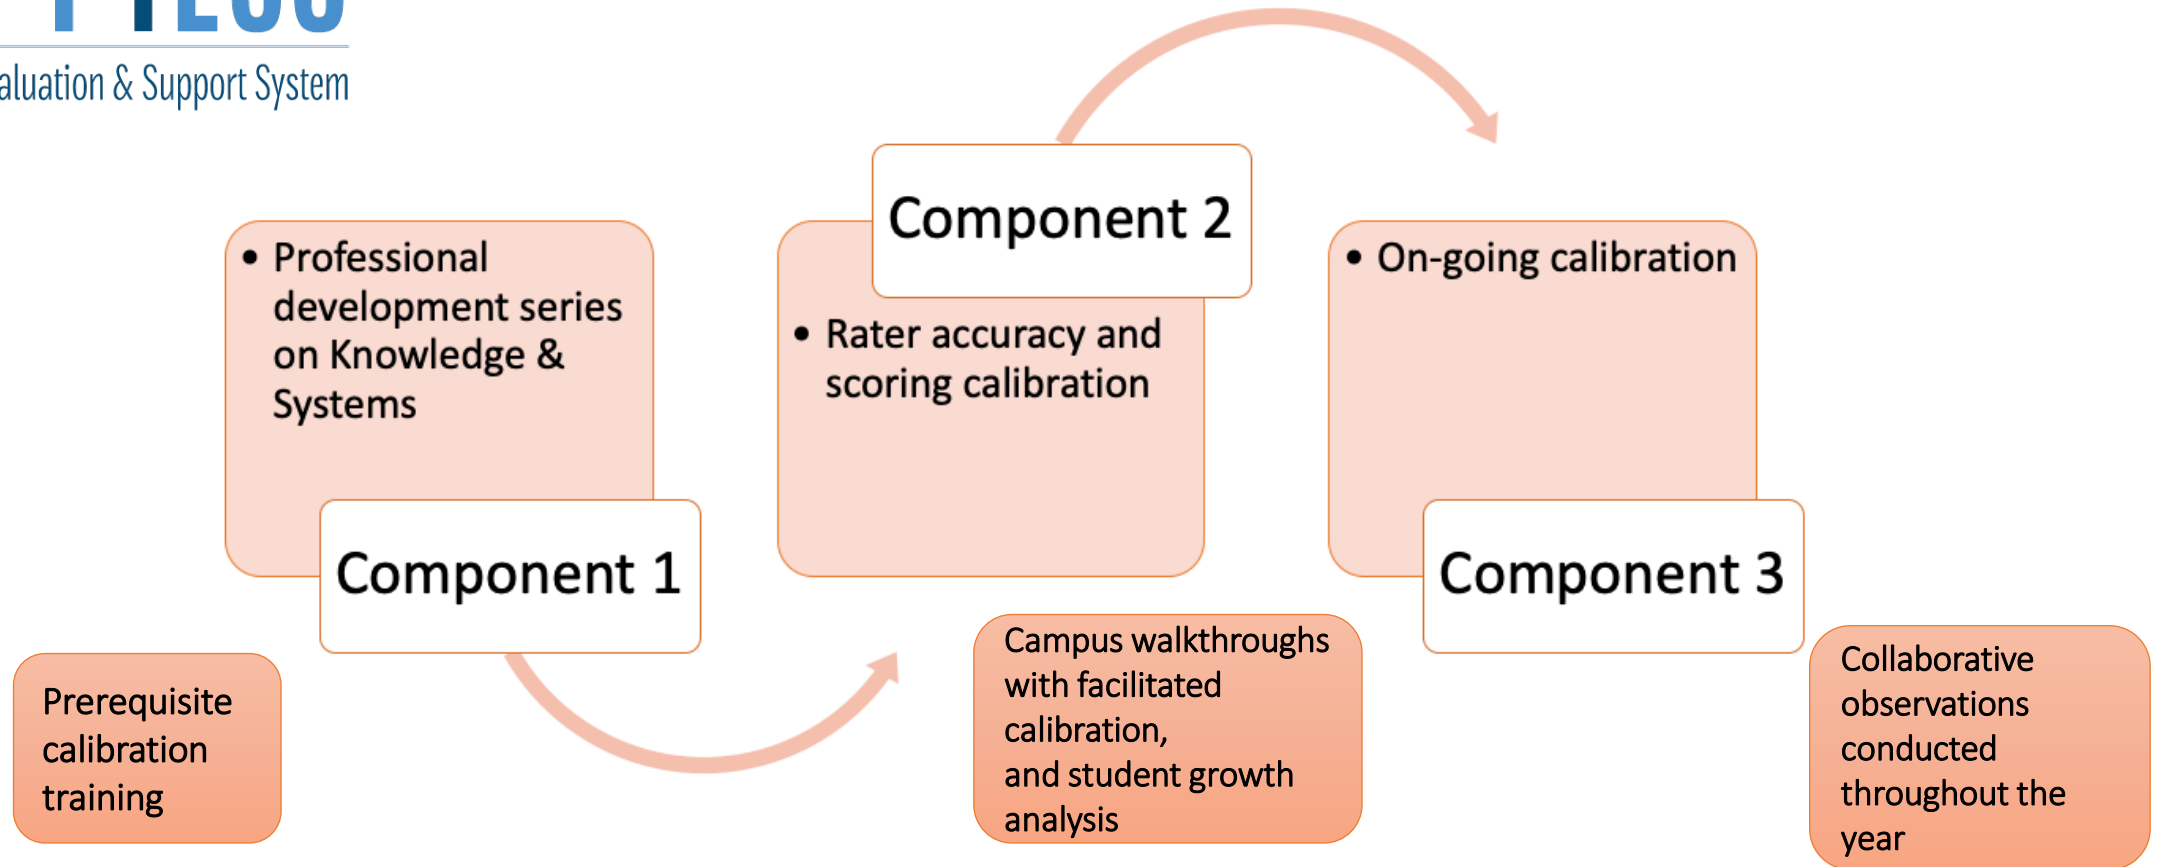 & Support System
Component 2
• Professional
development series
on Knowledge &
Systems
• Rater accuracy and
scoring calibration
• On-going calibration
Component 1
Component 3
Prerequisite
calibration
training
Campus walkthroughs
with facilitated
calibration,
and student growth
analysis
Collaborative
observations
conducted
throughout the
year